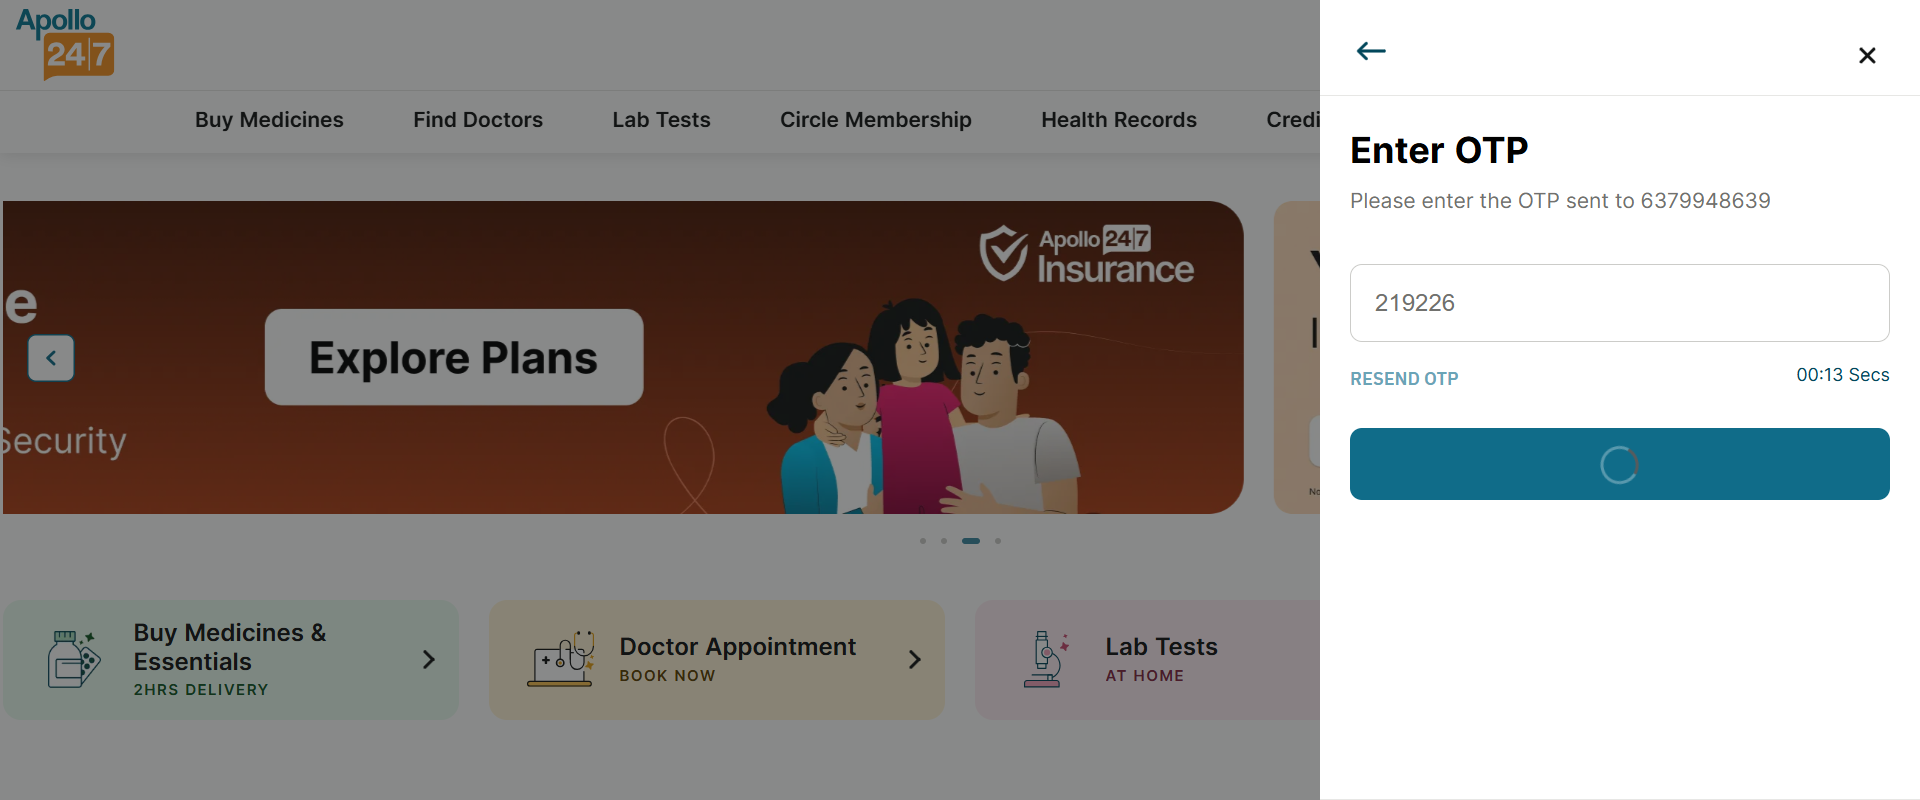 Apollo
24|7
Buy Medicines
Find Doctors
Lab Tests
Circle Membership
Health Records
Credi
e
Explore Plans
Security
Apollo 24|7
Insurance
Buy Medicines &
Essentials
2HRS DELIVERY
Doctor Appointment
BOOK NOW
Lab Tests
AT HOME
Enter OTP
Please enter the OTP sent to 6379948639
219226
RESEND OTP
00:13 Secs